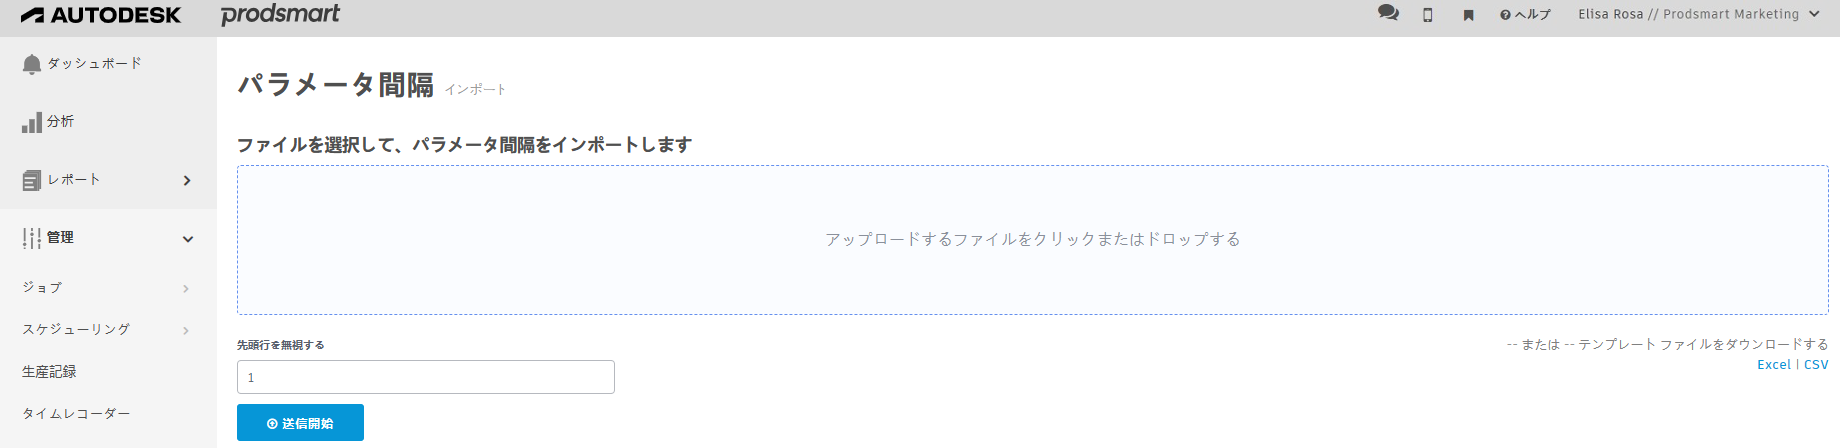 AUTODESK prodsmart ヘルプ Elisa Rosa // Prodsmart Marketing
ダッシュボード
分析
レポート
管理
ジョブ
スケジューリング
生産記録
タイムレコーダー
パラメータ間隔 インポート
ファイルを選択して、パラメータ間隔をインポートします
アップロードするファイルをクリックまたはドロップする
先頭行を無視する
1
送信開始
-- または -- テンプレート ファイルをダウンロードする
Excel | CSV